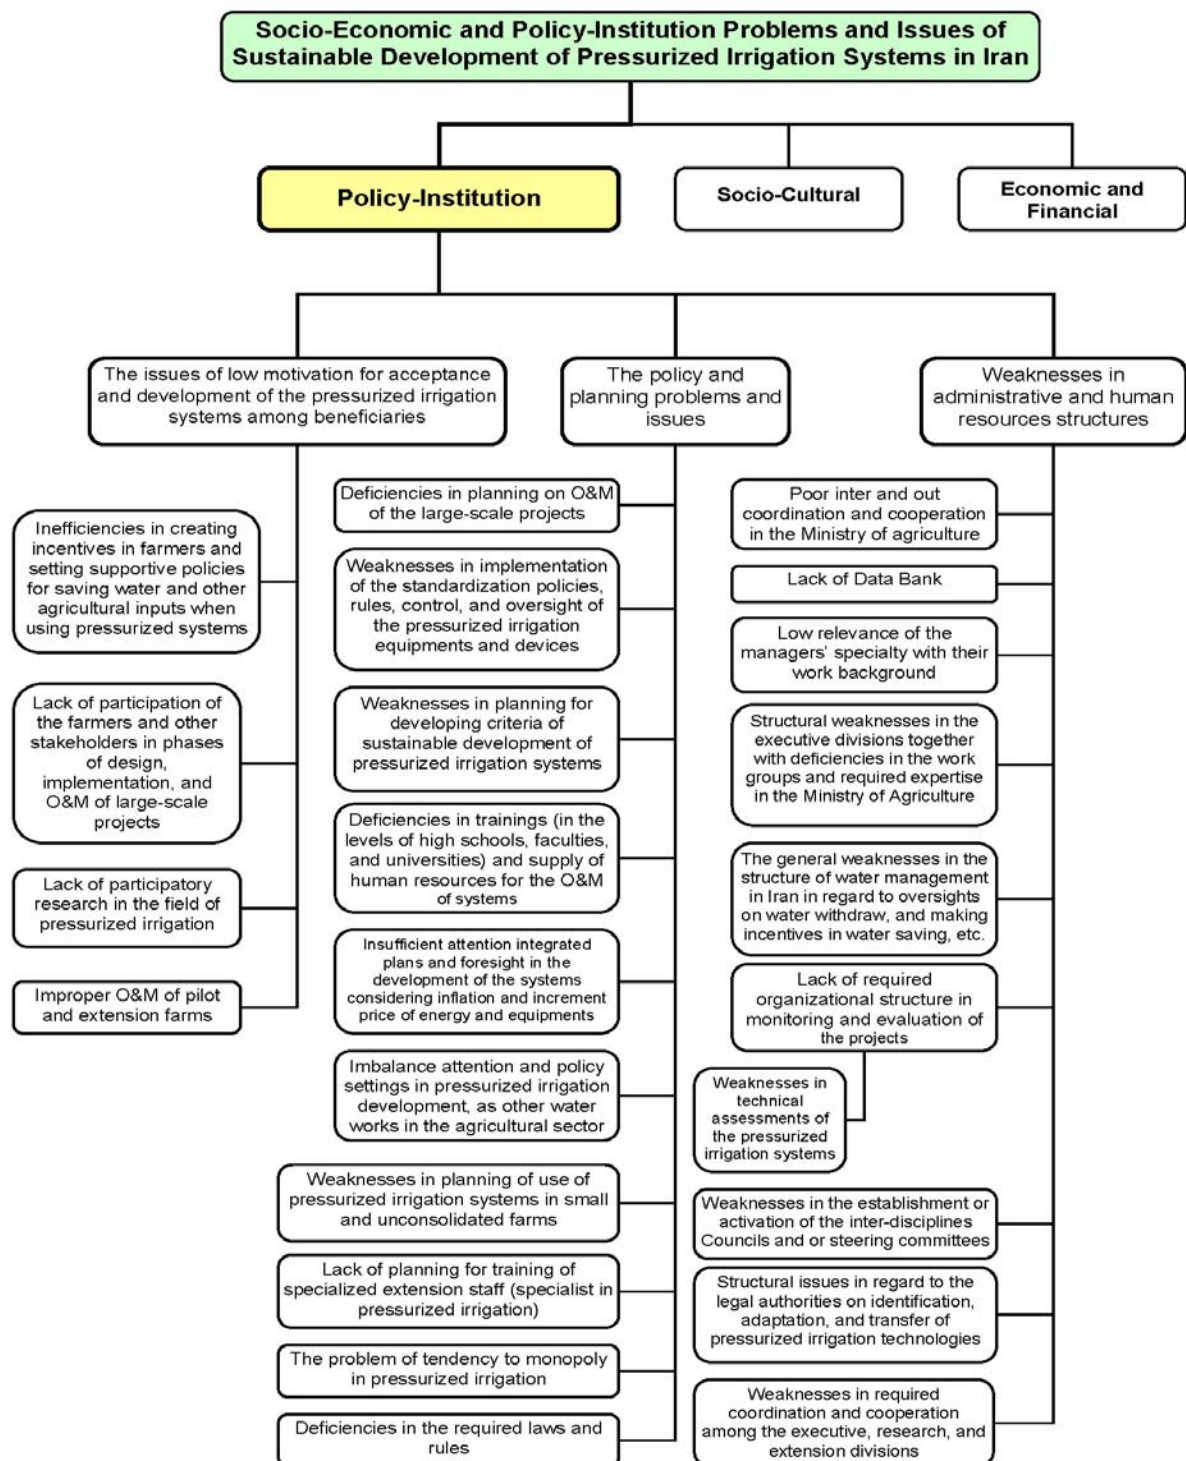 Socio-Economic and Policy-Institution Problems and Issues of
Sustainable Development of Pressurized Irrigation Systems in Iran
Policy-Institution
Socio-Cultural
Economic and
Financial
The issues of low motivation for acceptance
and development of the pressurized irrigation
systems among beneficiaries
The policy and
planning problems and
issues
Weaknesses in
administrative and human
resources structures
Inefficiencies in creating
incentives in farmers and
setting supportive policies
for saving water and other
agricultural inputs when
using pressurized systems
Lack of participation of
the farmers and other
stakeholders in phases
of design,
implementation, and
O&M of large-scale
projects
Lack of participatory
research in the field of
pressurized irrigation
Improper O&M of pilot
and extension farms
Deficiencies in planning on O&M
of the large-scale projects
Weaknesses in implementation
of the standardization policies,
rules, control, and oversight of
the pressurized irrigation
equipments and devices
Weaknesses in planning for
developing criteria of
sustainable development of
pressurized irrigation systems
Deficiencies in trainings (in the
levels of high schools, faculties,
and universities) and supply of
human resources for the O&M
of systems
Insufficient attention integrated
plans and foresight in the
development of the systems
considering inflation and increment
price of energy and equipments
Imbalance attention and policy
settings in pressurized irrigation
development, as other water
works in the agricultural sector
Weaknesses in planning of use of
pressurized irrigation systems in small
and unconsolidated farms
Lack of planning for training of
specialized extension staff (specialist in
pressurized irrigation)
The problem of tendency to monopoly
in pressurized irrigation
Deficiencies in the required laws and
rules
Poor inter and out
coordination and cooperation
in the Ministry of agriculture
Lack of Data Bank
Low relevance of the
managers' specialty with their
work background
Structural weaknesses in the
executive divisions together
with deficiencies in the work
groups and required expertise
in the Ministry of Agriculture
The general weaknesses in the
structure of water management
in Iran in regard to oversights
on water withdraw, and making
incentives in water saving, etc.
Lack of required
organizational structure in
monitoring and evaluation of
the projects
Weaknesses in
technical
assessments of
the pressurized
irrigation systems
Weaknesses in the establishment or
activation of the inter-disciplines
Councils and or steering committees
Structural issues in regard to the
legal authorities on identification,
adaptation, and transfer of
pressurized irrigation technologies
Weaknesses in required
coordination and cooperation
among the executive, research, and
extension divisions